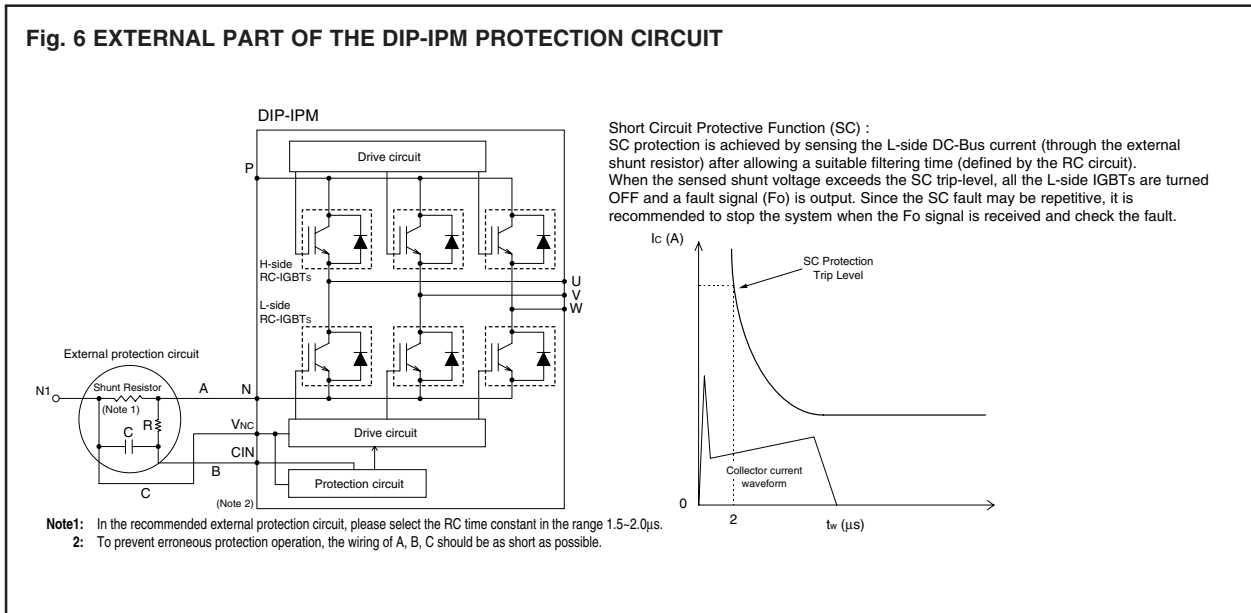 Fig. 6 EXTERNAL PART OF THE DIP-IPM PROTECTION CIRCUIT
DIP-IPM
Drive circuit
P
H-side
RC-IGBTs
L-side
RC-IGBTs
U
V
W
External protection circuit
N1
Shunt Resistor
(Note 1)
A
N
R
C
VNC
Drive circuit
CIN
B
C
Protection circuit
(Note 2)
Short Circuit Protective Function (SC) :
SC protection is achieved by sensing the L-side DC-Bus current (through the external
shunt resistor) after allowing a suitable filtering time (defined by the RC circuit).
When the sensed shunt voltage exceeds the SC trip-level, all the L-side IGBTs are turned
OFF and a fault signal (Fo) is output. Since the SC fault may be repetitive, it is
recommended to stop the system when the Fo signal is received and check the fault.
IC (A)
SC Protection
Trip Level
Collector current
waveform
0
2
tw (μs)
Note1: In the recommended external protection circuit, please select the RC time constant in the range 1.5~2.0μs.
2: To prevent erroneous protection operation, the wiring of A, B, C should be as short as possible.